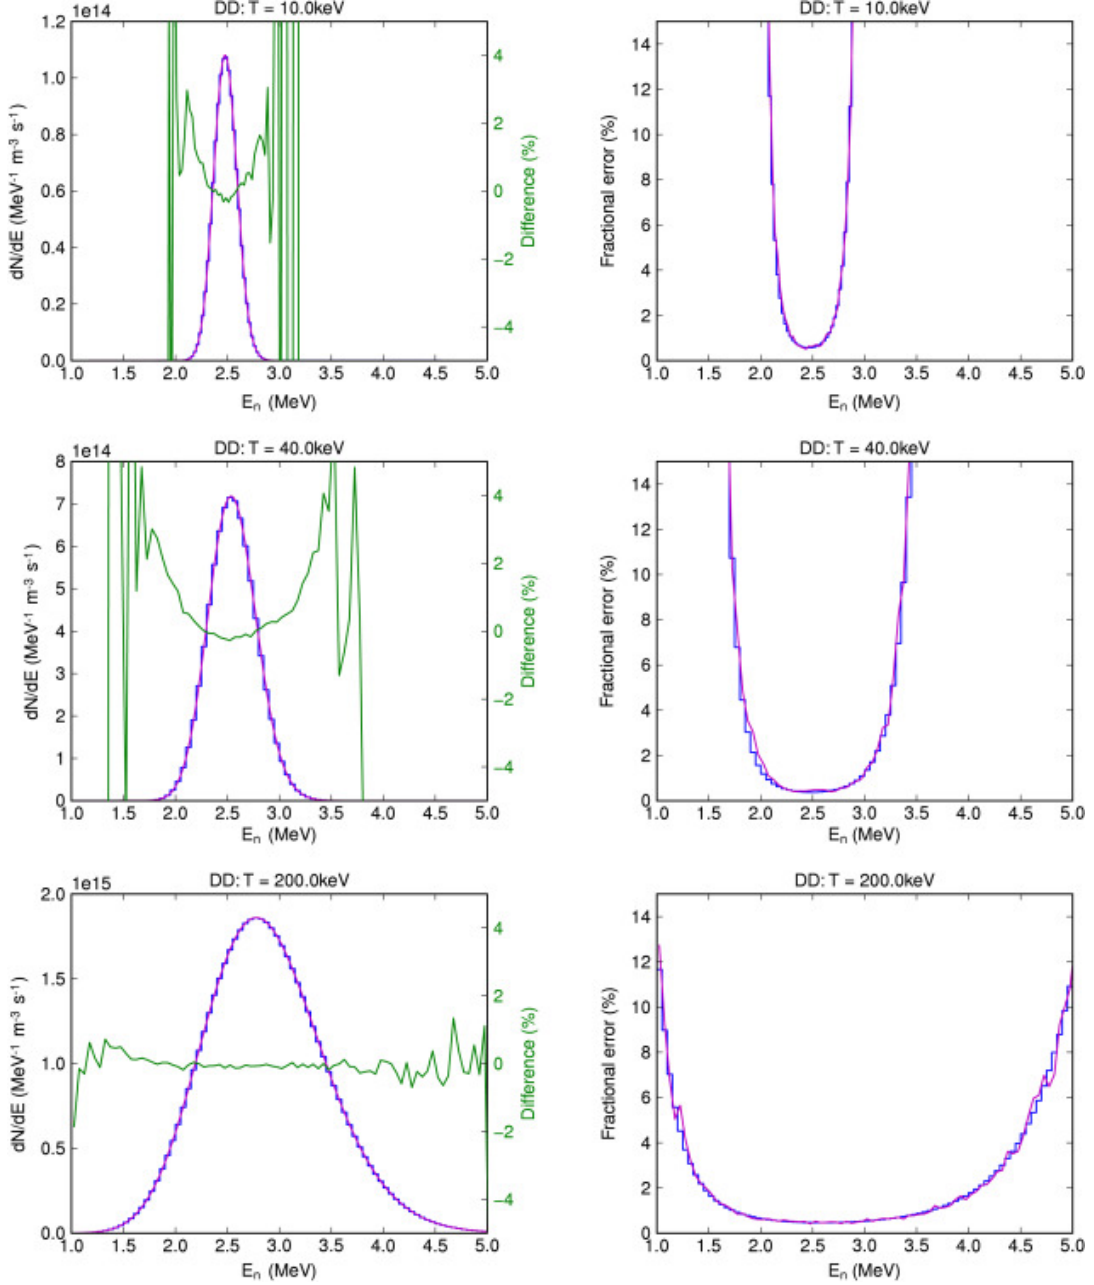 DD: T = 10.0keV
1e14
1.2
1.0
0.8
0.6
0.4
0.2
0.0
dN/dE (MeV-1 m-3 s-1)
4
2
0
−2
−4
Difference (%)
1.0 1.5 2.0 2.5 3.0 3.5 4.0 4.5 5.0
En (MeV)
DD: T = 10.0keV
14
12
10
8
6
4
2
0
Fractional error (%)
1.0 1.5 2.0 2.5 3.0 3.5 4.0 4.5 5.0
En (MeV)
DD: T = 40.0keV
1e14
8
7
6
5
4
3
2
1
0
dN/dE (MeV-1 m-3 s-1)
4
2
0
−2
−4
Difference (%)
1.0 1.5 2.0 2.5 3.0 3.5 4.0 4.5 5.0
En (MeV)
DD: T = 40.0keV
14
12
10
8
6
4
2
0
Fractional error (%)
1.0 1.5 2.0 2.5 3.0 3.5 4.0 4.5 5.0
En (MeV)
DD: T = 200.0keV
1e15
2.0
1.5
1.0
0.5
0.0
dN/dE (MeV-1 m-3 s-1)
4
2
0
−2
−4
Difference (%)
1.0 1.5 2.0 2.5 3.0 3.5 4.0 4.5 5.0
En (MeV)
DD: T = 200.0keV
14
12
10
8
6
4
2
0
Fractional error (%)
1.0 1.5 2.0 2.5 3.0 3.5 4.0 4.5 5.0
En (MeV)